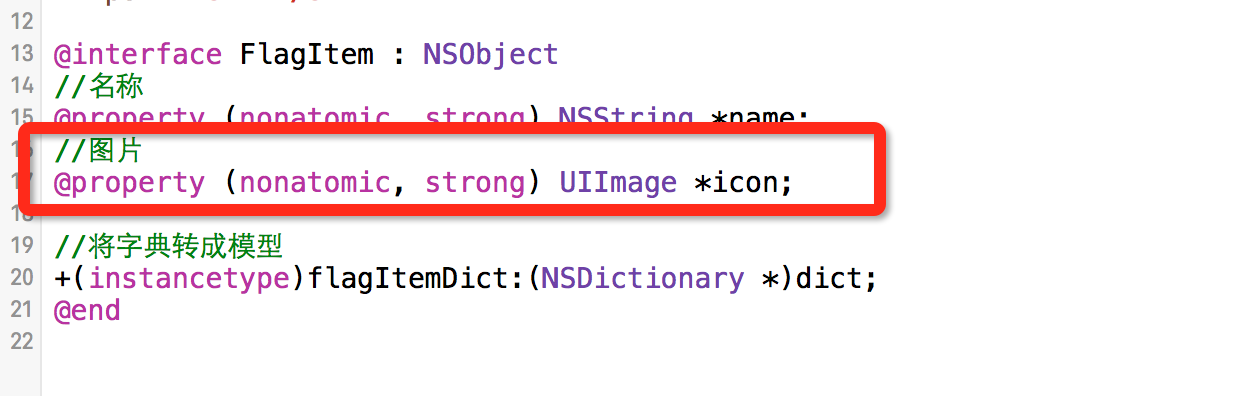 12
13 @interface FlagItem : NSObject
14 //名称
15 @property (nonatomic, strong) NSString *name;
16 //图片
17 @property (nonatomic, strong) UIImage *icon;
18
19 //将字典转成模型
20 +(instancetype)flagItemDict:(NSDictionary *)dict;
21 @end
22